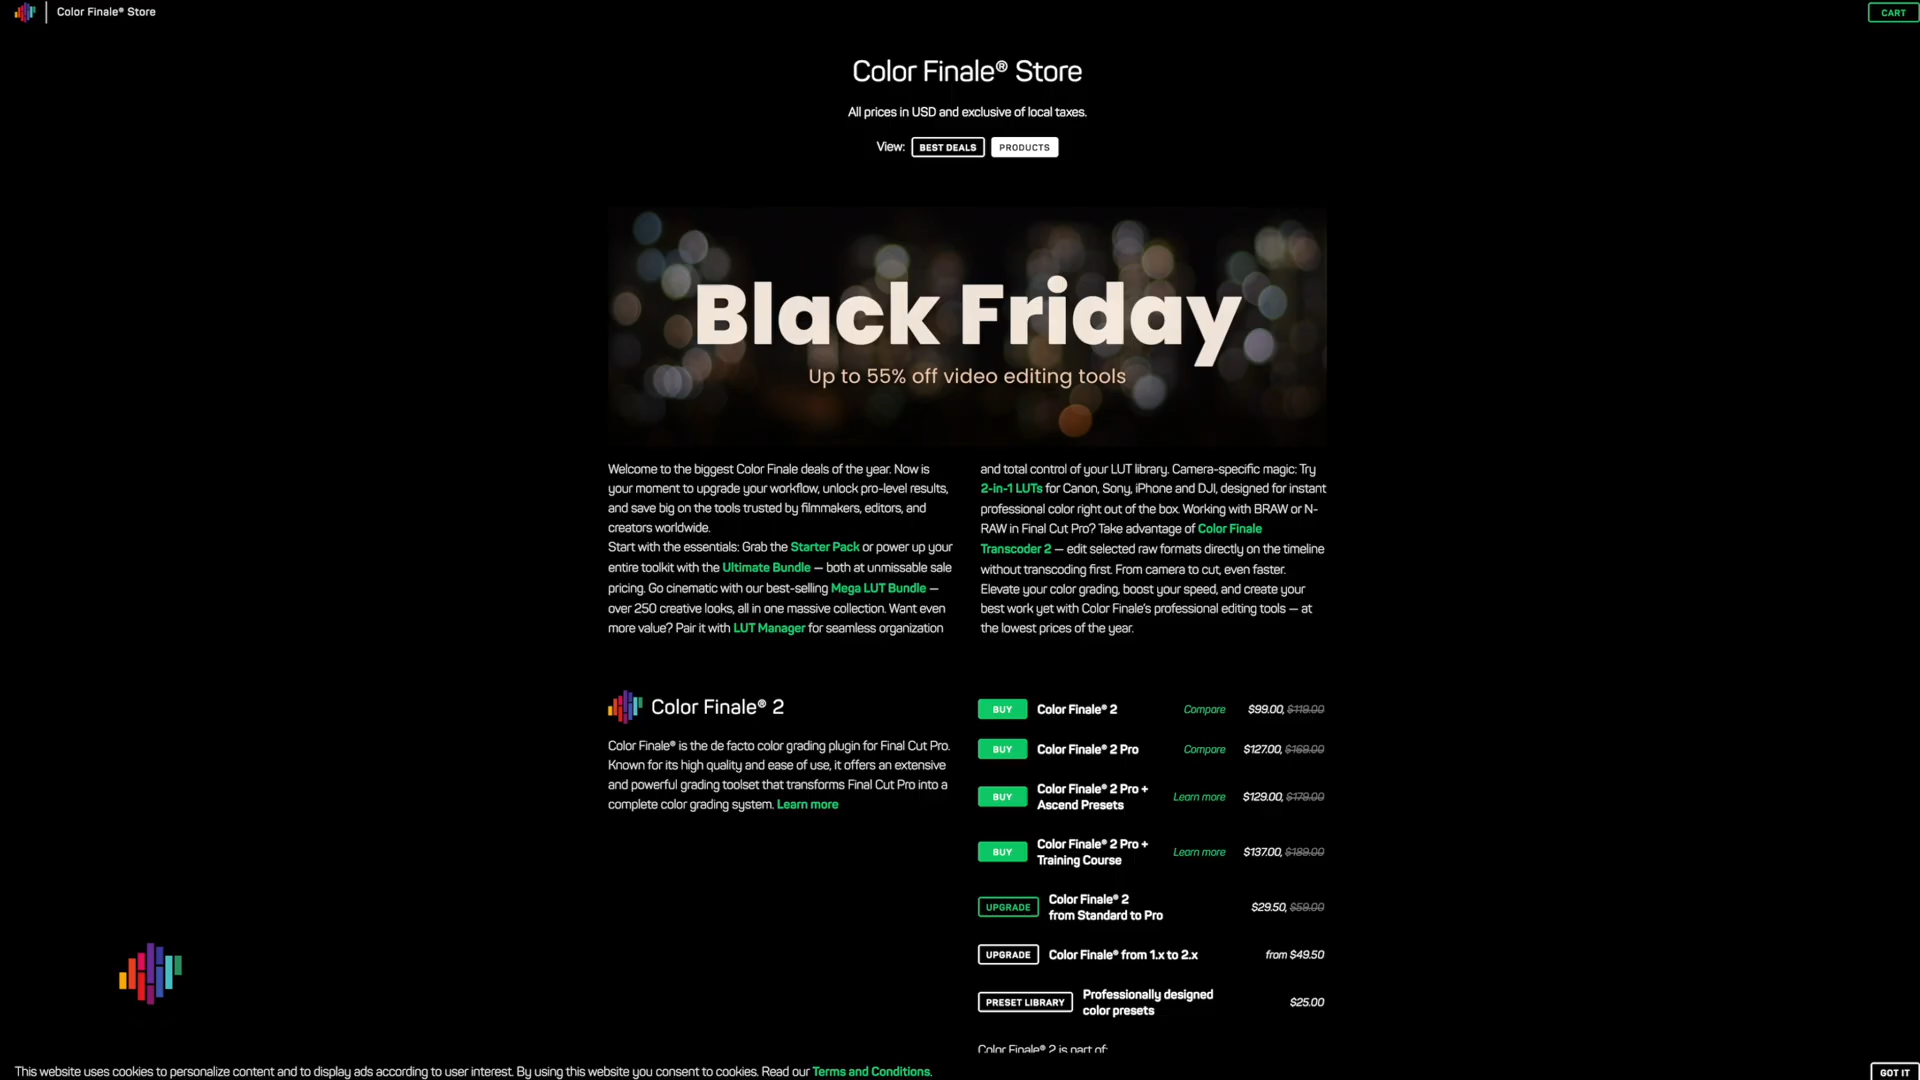 Color Finale® Store
CART
Color Finale® Store
All prices in USD and exclusive of local taxes.
View: BEST DEALS PRODUCTS
Black Friday
Up to 55% off video editing tools
Welcome to the biggest Color Finale deals of the year. Now is
your moment to upgrade your workflow, unlock pro-level results,
and save big on the tools trusted by filmmakers, editors, and
creators worldwide.
Start with the essentials: Grab the Starter Pack or power up your
entire toolkit with the Ultimate Bundle — both at unmissable sale
pricing. Go cinematic with our best-selling Mega LUT Bundle —
over 250 creative looks, all in one massive collection. Want even
more value? Pair it with LUT Manager for seamless organization
and total control of your LUT library. Camera-specific magic: Try
2-in-1 LUTs for Canon, Sony, iPhone and DJI, designed for instant
professional color right out of the box. Working with BRAW or N-
RAW in Final Cut Pro? Take advantage of Color Finale
Transcoder 2 — edit selected raw formats directly on the timeline
without transcoding first. From camera to cut, even faster.
Elevate your color grading, boost your speed, and create your
best work yet with Color Finale's professional editing tools — at
the lowest prices of the year.
Color Finale® 2
Color Finale® is the de facto color grading plugin for Final Cut Pro.
Known for its high quality and ease of use, it offers an extensive
and powerful grading toolset that transforms Final Cut Pro into a
complete color grading system. Learn more
BUY Color Finale® 2 Compare $99.00, $119.00
BUY Color Finale® 2 Pro Compare $127.00, $169.00
BUY Color Finale® 2 Pro +
Ascend Presets Learn more $129.00, $179.00
BUY Color Finale® 2 Pro +
Training Course Learn more $137.00, $189.00
UPGRADE Color Finale® 2
from Standard to Pro $29.50, $59.00
UPGRADE Color Finale® from 1.x to 2.x from $49.50
PRESET LIBRARY Professionally designed
color presets $25.00
Color Finale® 2 is part of:
This website uses cookies to personalize content and to display ads according to user interest. By using this website you consent to cookies. Read our Terms and Conditions.
GOT IT